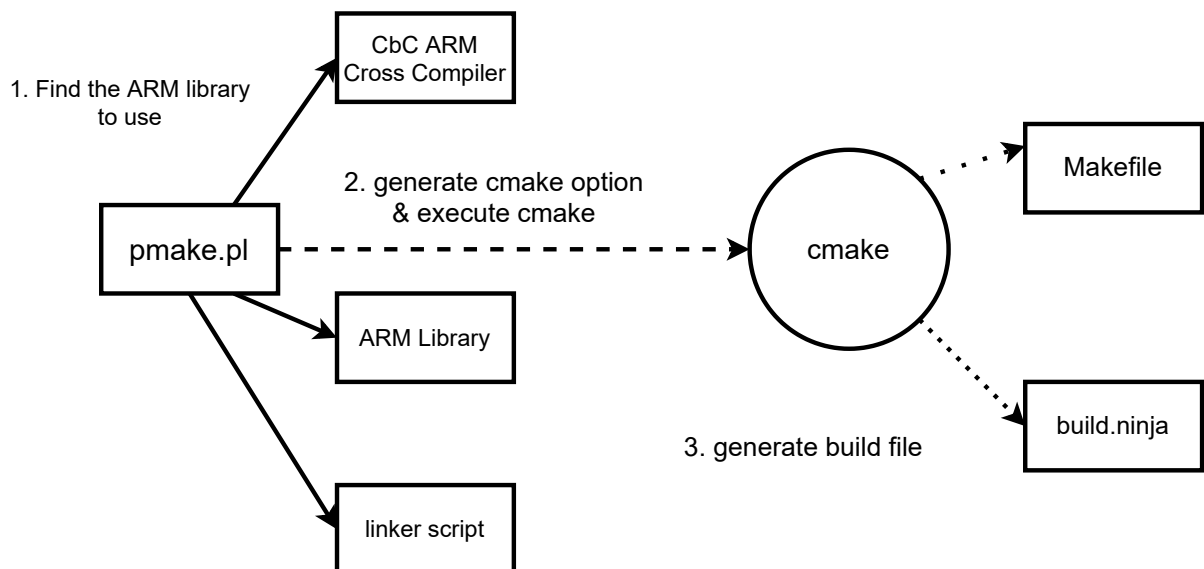 CbC ARM
Cross Compiler
1. Find the ARM library
to use
2. generate cmake option
& execute cmake
Makefile
pmake.pl
cmake
ARM Library
build.ninja
3. generate build file
linker script